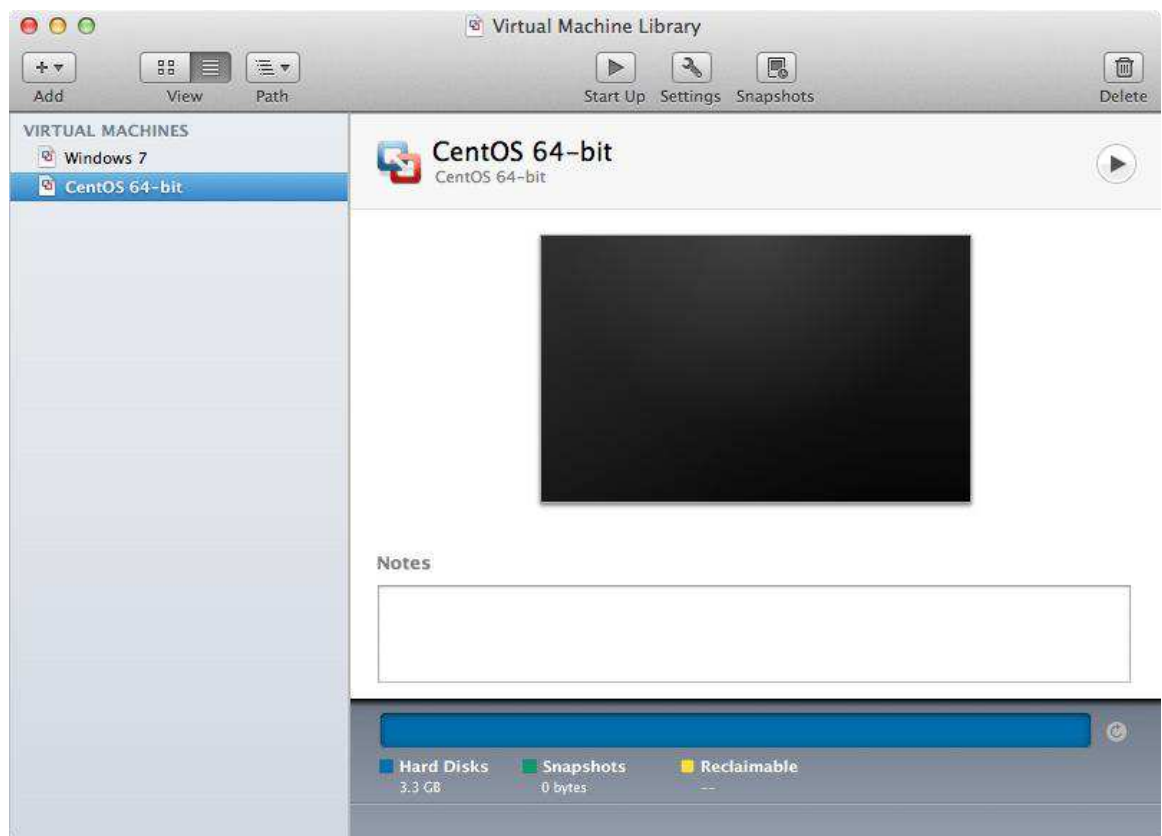 Virtual Machine Library
Add View Path Start Up Settings Snapshots Delete
VIRTUAL MACHINES
Windows 7
CentOS 64-bit
CentOS 64-bit
CentOS 64-bit
Notes
Hard Disks Snapshots Reclaimable
3.3 GB 0 bytes --